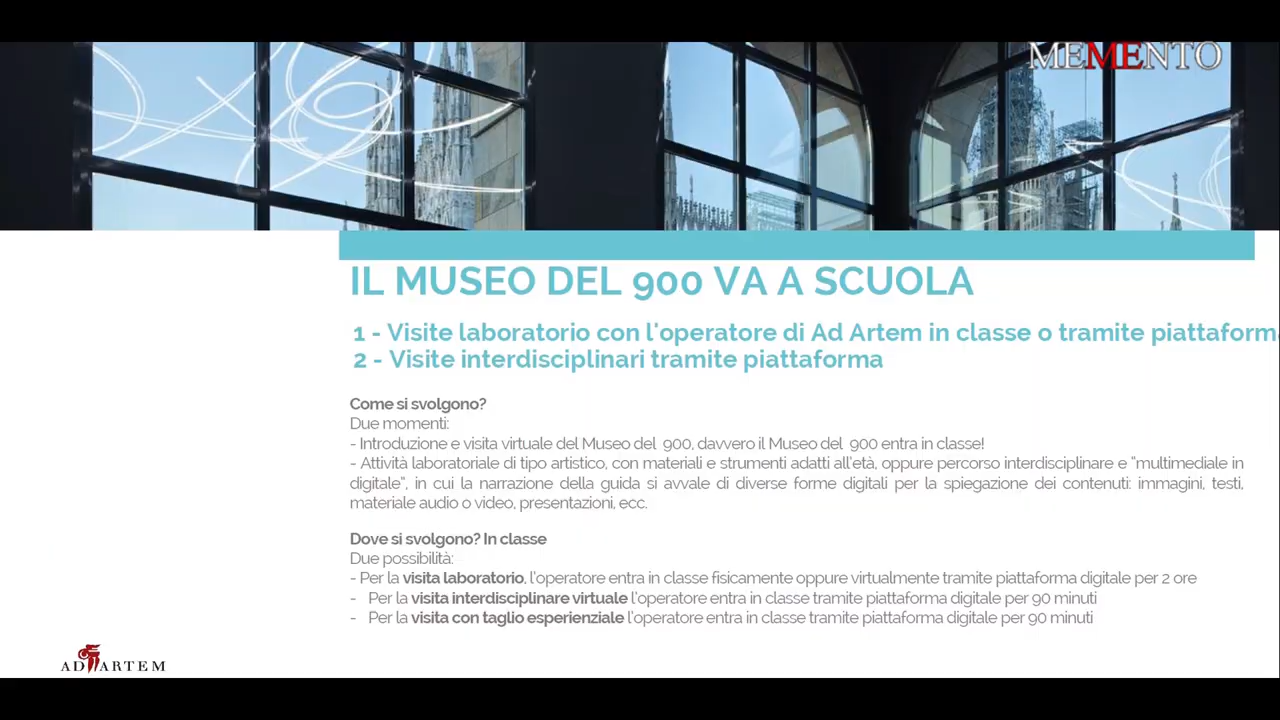 MEMENTO
IL MUSEO DEL 900 VA A SCUOLA
1 - Visite laboratorio con l'operatore di Ad Artem in classe o tramite piattaform
2 - Visite interdisciplinari tramite piattaforma
Come si svolgono?
Due momenti:
- Introduzione e visita virtuale del Museo del  900, davvero il Museo del  900 entra in classe!
- Attività laboratoriale di tipo artistico, con materiali e strumenti adatti all'età, oppure percorso interdisciplinare e "multimediale in
digitale", in cui la narrazione della guida si avvale di diverse forme digitali per la spiegazione dei contenuti: immagini, testi,
materiale audio o video, presentazioni, ecc.
Dove si svolgono? In classe
Due possibilità:
- Per la visita laboratorio, l'operatore entra in classe fisicamente oppure virtualmente tramite piattaforma digitale per 2 ore
- Per la visita interdisciplinare virtuale l'operatore entra in classe tramite piattaforma digitale per 90 minuti
- Per la visita con taglio esperienziale l'operatore entra in classe tramite piattaforma digitale per 90 minuti
AD ARTEM